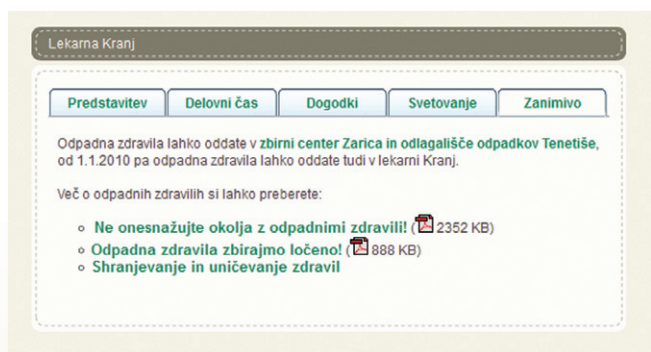 Lekarna Kranj
Predstavitev Delovni čas Dogodki Svetovanje Zanimivo
Odpadna zdravila lahko oddate v zbirni center Zarica in odlagališče odpadkov Tenetiše,
od 1.1.2010 pa odpadna zdravila lahko oddate tudi v lekarni Kranj.
Več o odpadnih zdravilih si lahko preberete:
Ne onesnažujte okolja z odpadnimi zdravili! (2352 KB)
Odpadna zdravila zbirajmo ločeno! (888 KB)
Shranjevanje in uničevanje zdravil